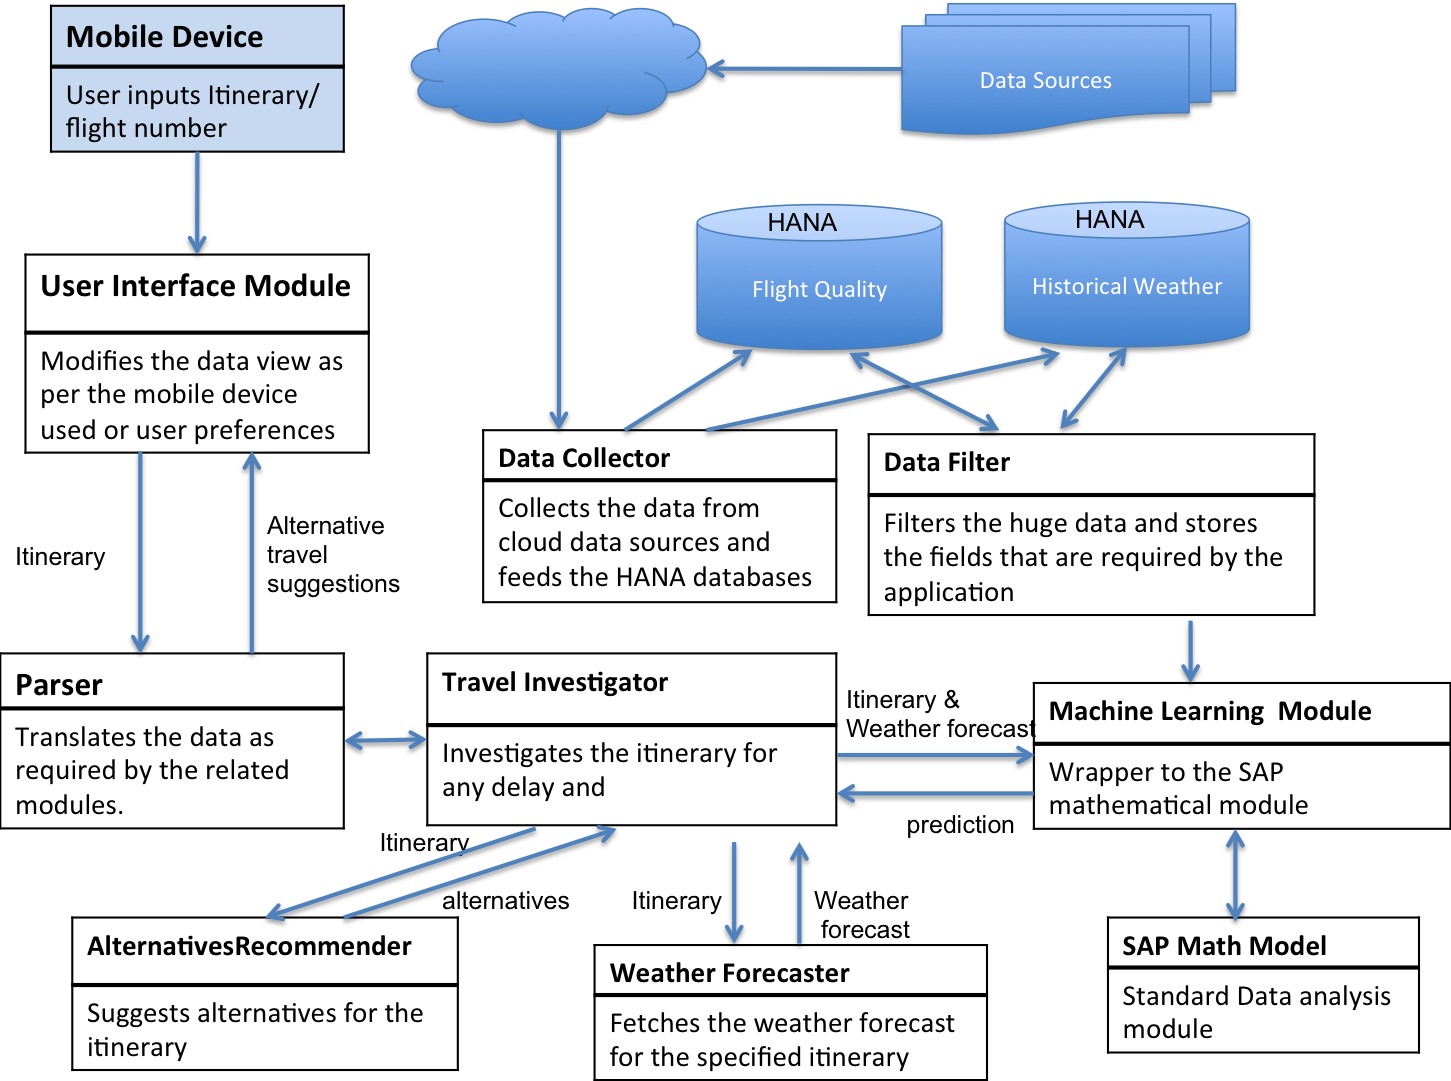 Mobile Device
User inputs Itinerary/
flight number
Data Sources
HANA
Flight Quality
HANA
Historical Weather
User Interface Module
Modifies the data view as
per the mobile device
used or user preferences
Data Collector
Collects the data from
cloud data sources and
feeds the HANA databases
Data Filter
Filters the huge data and stores
the fields that are required by the
application
Itinerary
Alternative
travel
suggestions
Parser
Translates the data as
required by the related
modules.
Travel Investigator
Investigates the itinerary for
any delay and
Itinerary &
Weather forecast
prediction
Machine Learning  Module
Wrapper to the SAP
mathematical module
Itinerary
alternatives
Itinerary
Weather
forecast
AlternativesRecommender
Suggests alternatives for the
itinerary
Weather Forecaster
Fetches the weather forecast
for the specified itinerary
SAP Math Model
Standard Data analysis
module